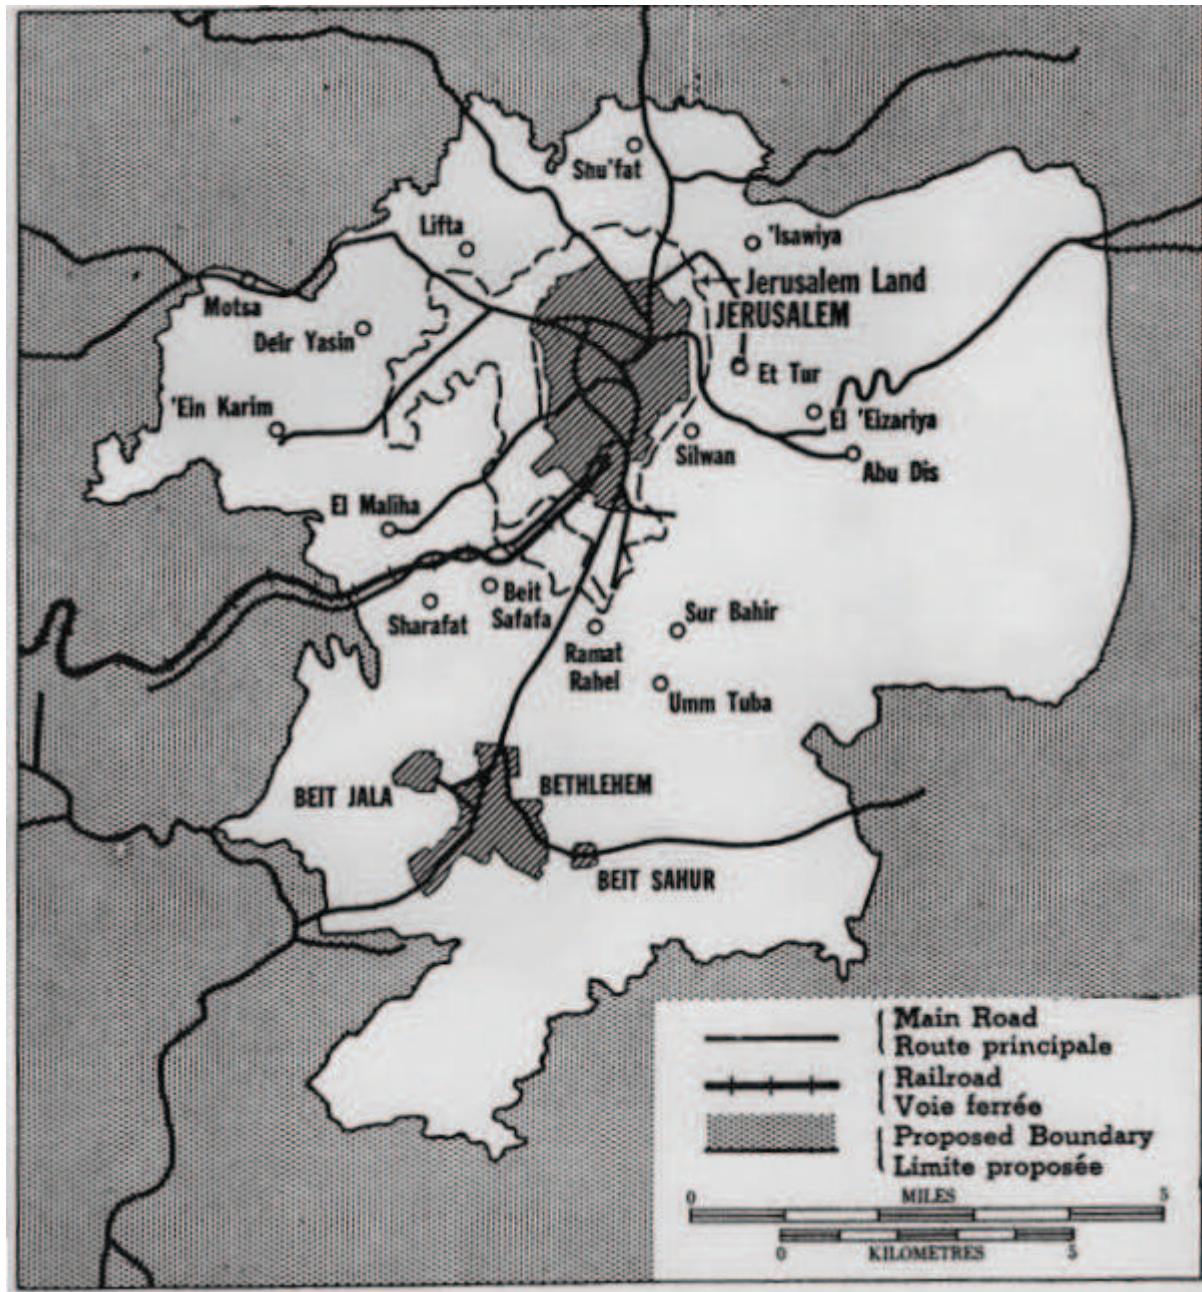 Shu'fat
Lifta
'Isawiya
Jerusalem Land
JERUSALEM
Motsa
Deir Yasin
Et Tur
'Ein Karim
El 'Eizariya
Silwan
Abu Dis
El Maliha
Beit
Safafa
Sharafat
Sur Bahir
Ramat
Rahel
Umm Tuba
BETHLEHEM
BEIT JALA
BEIT SAHUR
Main Road
Route principale
Railroad
Voie ferrée
Proposed Boundary
Limite proposée
0 MILES 5
0 KILOMETRES 5